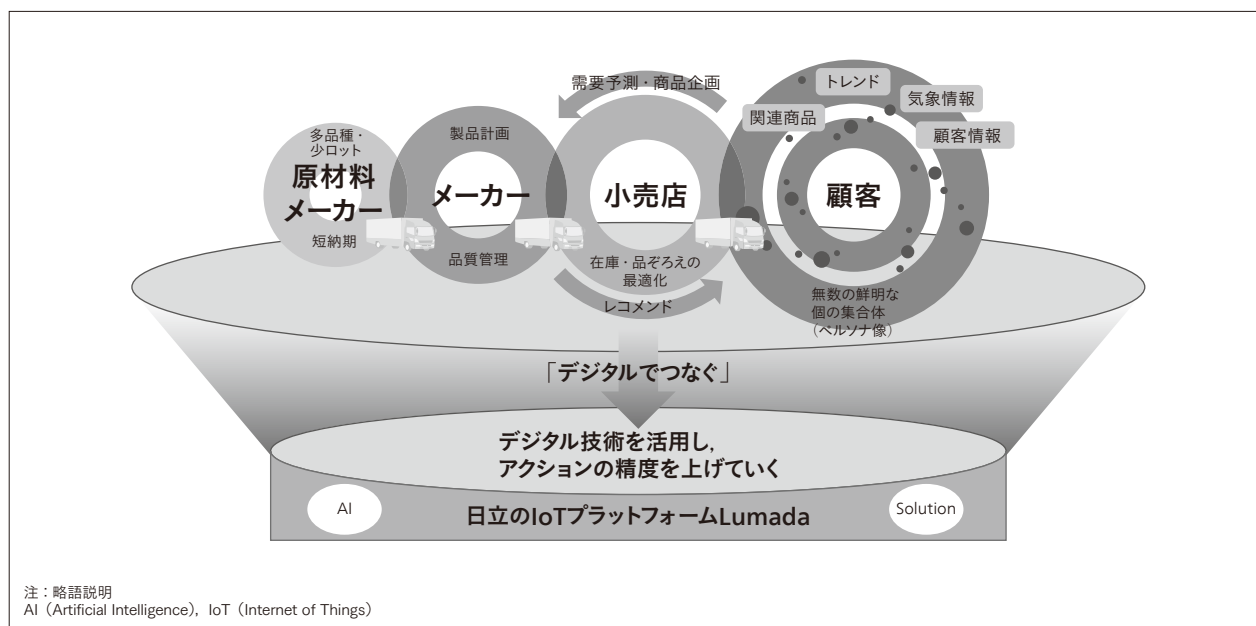 需要予測・商品企画
トレンド
気象情報
関連商品
顧客情報
多品種・
少ロット
原材料
メーカー
短納期
製品計画
メーカー
品質管理
小売店
在庫・品ぞろえの
最適化
レコメンド
顧客
無数の鮮明な
個の集合体
（ペルソナ像）
「デジタルでつなぐ」
デジタル技術を活用し，
アクションの精度を上げていく
AI
日立のIoTプラットフォームLumada
Solution
注：略語説明
AI（Artificial Intelligence），IoT（Internet of Things）